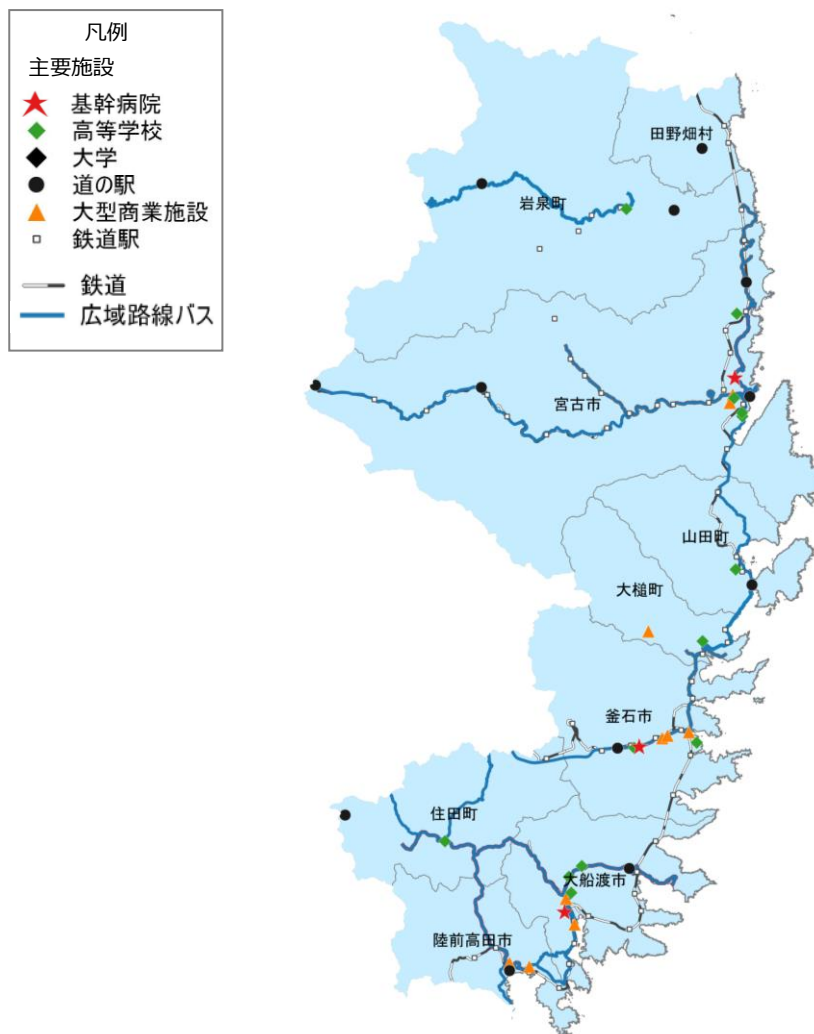 凡例
主要施設
基幹病院
高等学校
大学
道の駅
大型商業施設
鉄道駅
鉄道
広域路線バス
田野畑村
岩泉町
宮古市
山田町
大槌町
釜石市
住田町
大船渡市
陸前高田市